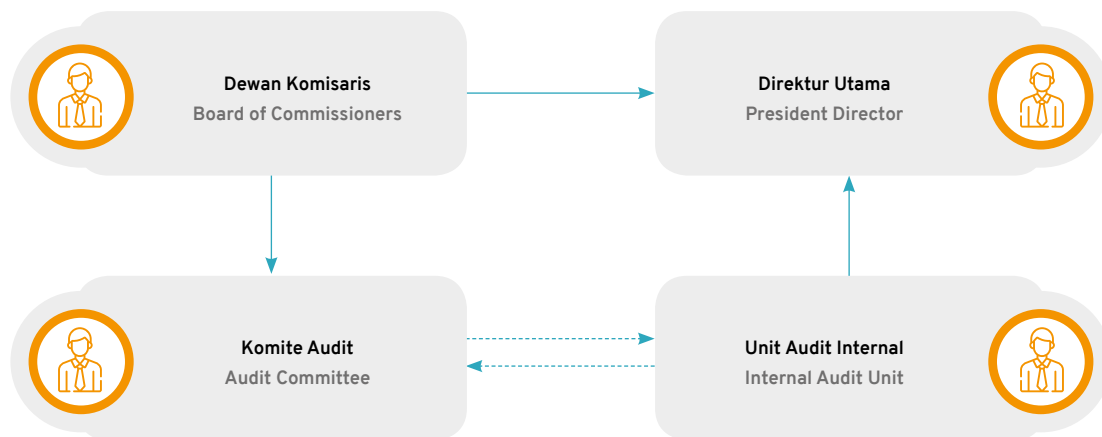 Dewan Komisaris
Board of Commissioners
Direktur Utama
President Director
Komite Audit
Audit Committee
Unit Audit Internal
Internal Audit Unit